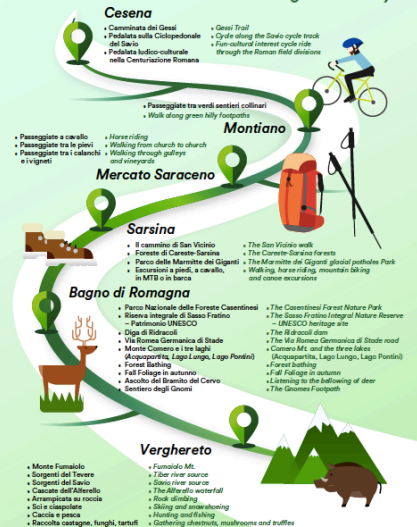 Cesena
• Camminata dei Gessi
• Pedalata sulla Ciclopedonale
del Savio
• Pedalata ludico-culturale
nella Centuriazione Romana
• Gessi Trail
• Cycle along the Savio cycle track
• Fun-cultural interest cycle ride
through the Roman field divisions
• Passeggiate tra verdi sentieri collinari
• Walk along green hilly footpaths
Montiano
• Passeggiate a cavallo
• Passeggiate tra le pievi
• Passeggiate tra i calanchi
e i vigneti
• Horse riding
• Walking from church to church
• Walking through gulleys
and vineyards
Mercato Saraceno
Sarsina
• Il cammino di San Vicinio
• Foreste di Careste-Sarsina
• Parco delle Marmitte dei Giganti
• Escursioni a piedi, a cavallo,
in MTB o in barca
• The San Vicinio walk
• The Careste-Sarsina forests
• The Marmitte dei Giganti glacial potholes Park
• Walking, horse riding, mountain biking
and canoe excursions
Bagno di Romagna
• Parco Nazionale delle Foreste Casentinesi
• Riserva integrale di Sasso Fratino
– Patrimonio UNESCO
• Diga di Ridracoli
• Via Romea Germanica di Stade
• Monte Comero e i tre laghi
(Acquapartita, Lago Lungo, Lago Pontini)
• Forest Bathing
• Fall Foliage in autunno
• Ascolto del Bramito del Cervo
• Sentiero degli Gnomi
• The Casentinesi Forest Nature Park
• The Sasso Fratino Integral Nature Reserve
– UNESCO heritage site
• The Ridracoli dam
• The Via Romea Germanica di Stade road
• Comero Mt. and the three lakes
(Acquapartita, Lago Lungo, Lago Pontini)
• Forest bathing
• Fall Foliage in autumn
• Listening to the bellowing of deer
• The Gnomes Footpath
Verghereto
• Monte Fumaiolo
• Sorgenti del Tevere
• Sorgenti del Savio
• Cascate dell'Alferello
• Arrampicata su roccia
• Sci e ciaspolate
• Caccia e pesca
• Raccolta castagne, funghi, tartufi
• Fumaiolo Mt.
• Tiber river source
• Savio river source
• The Alferello waterfall
• Rock climbing
• Skiing and snowshoeing
• Hunting and fishing
• Gathering chestnuts, mushrooms and truffles